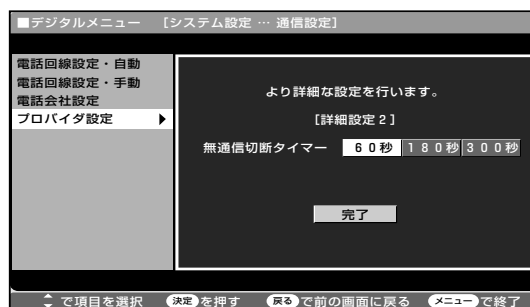 ■デジタルメニュー [システム設定 … 通信設定]
電話回線設定・自動
電話回線設定・手動
電話会社設定
プロバイダ設定 ▶
より詳細な設定を行います。
[詳細設定2]
無通信切断タイマー 60秒 180秒 300秒
完了
で項目を選択 決定を押す 戻るで前の画面に戻る メニューで終了